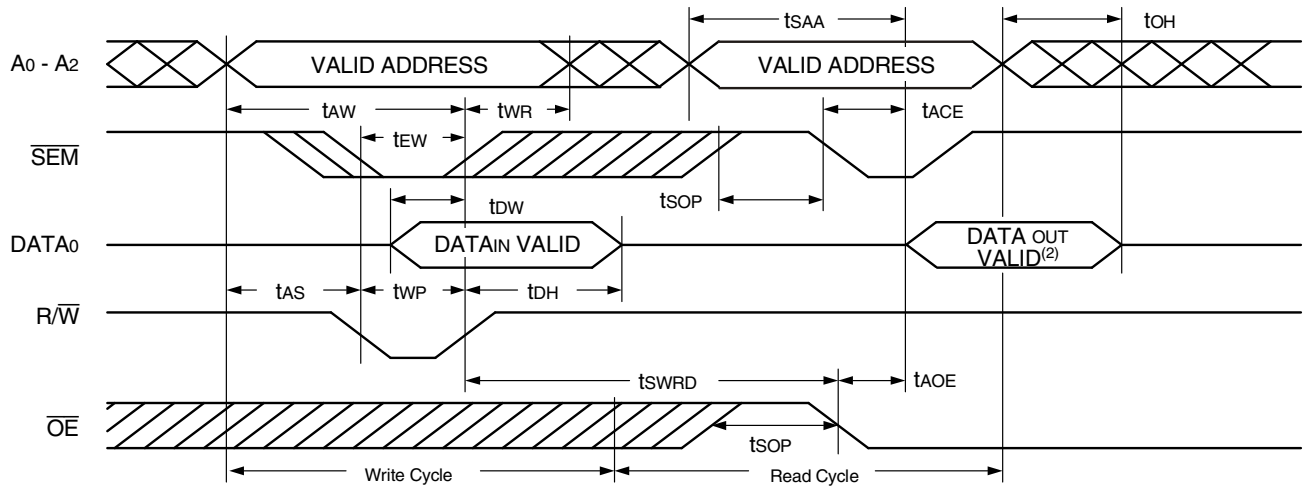 tSAA
tOH
A0 - A2
VALID ADDRESS
VALID ADDRESS
tAW
tWR
tACE
tEW
SEM
tDW
tSOP
DATA0
DATAIN VALID
DATA OUT
VALID(2)
tAS
tWP
tDH
R/W
tSWRD
tAOE
OE
tSOP
Write Cycle
Read Cycle